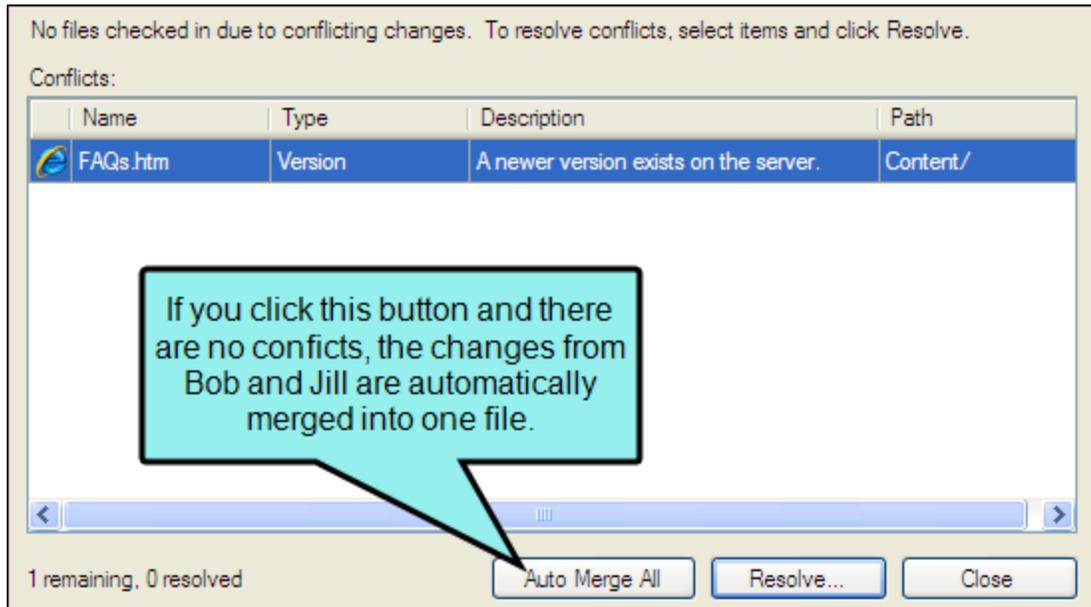 No files checked in due to conflicting changes. To resolve conflicts, select items and click Resolve.
Conflicts:
Name Type Description Path
FAQs.htm Version A newer version exists on the server. Content/
If you click this button and there
are no conficts, the changes from
Bob and Jill are automatically
merged into one file.
1 remaining, 0 resolved Auto Merge All Resolve... Close